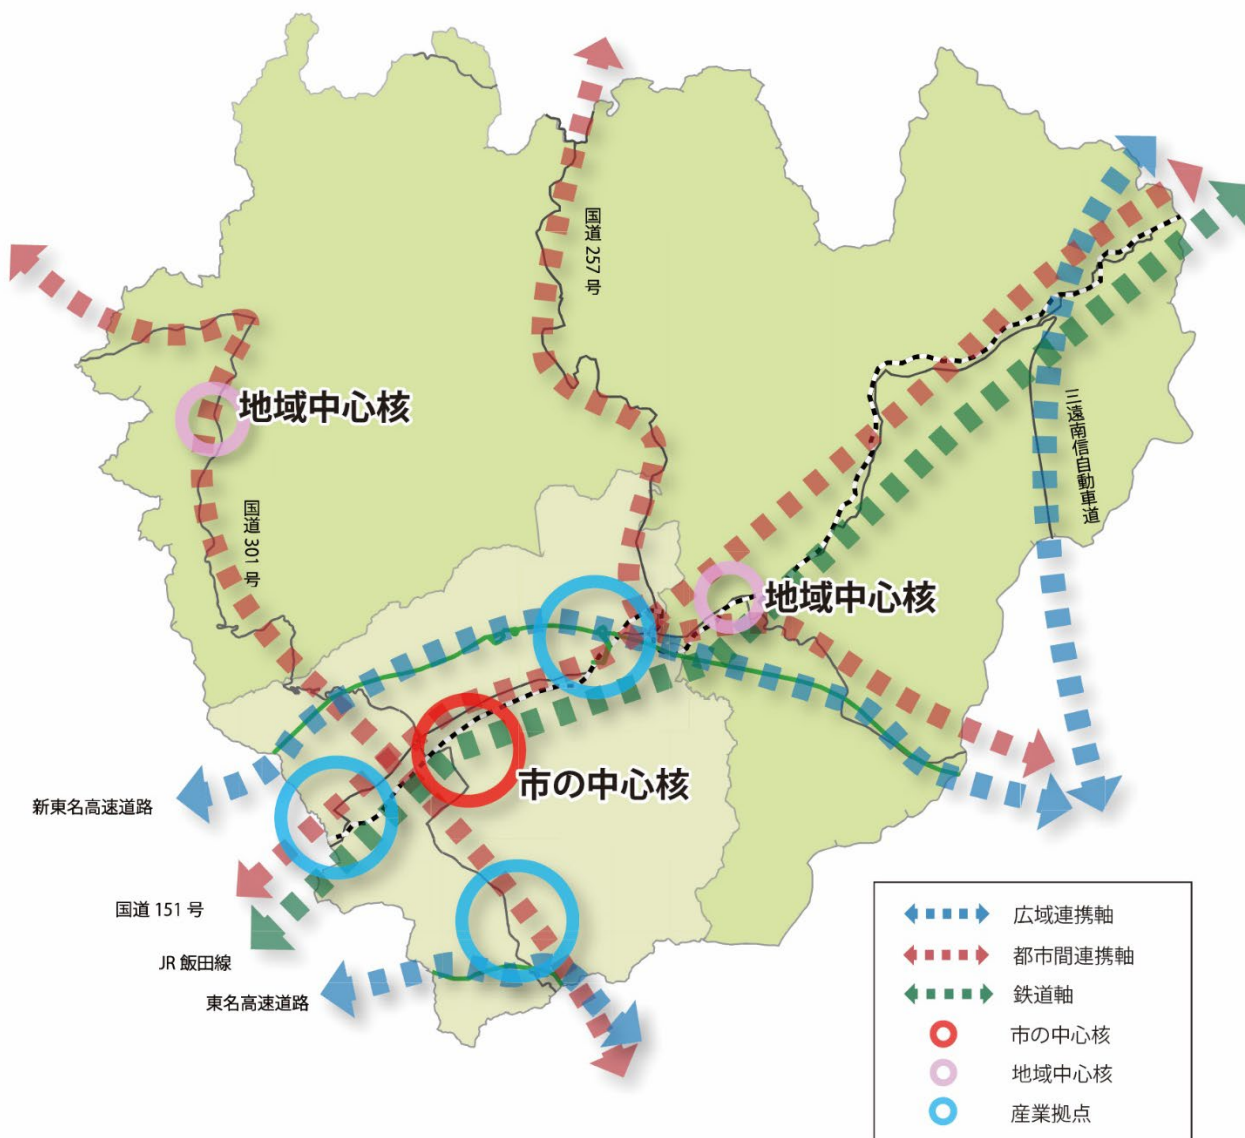 国道 257 号
地域中心核
三遠南信自動車道
国道 301 号
地域中心核
市の中心核
新東名高速道路
国道 151 号
JR 飯田線
東名高速道路
広域連携軸
都市間連携軸
鉄道軸
市の中心核
地域中心核
産業拠点